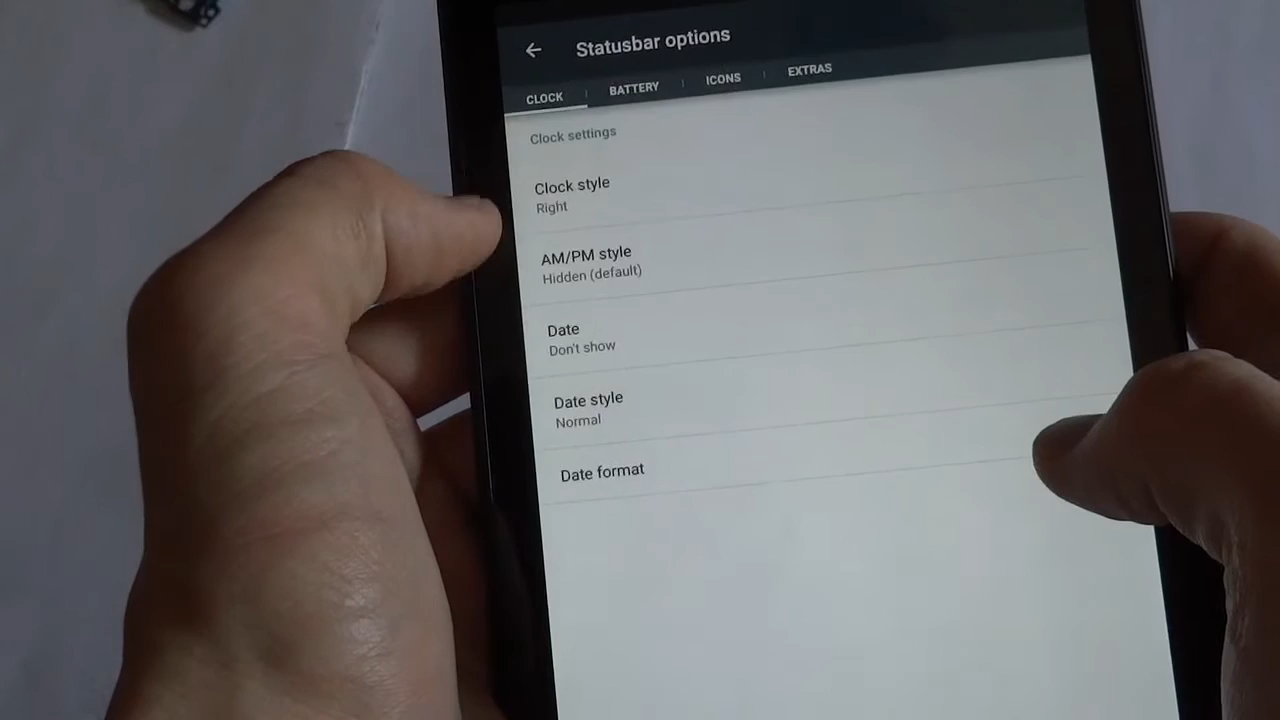 Statusbar options
CLOCK BATTERY ICONS EXTRAS
Clock settings
Clock style
Right
AM/PM style
Hidden (default)
Date
Don't show
Date style
Normal
Date format